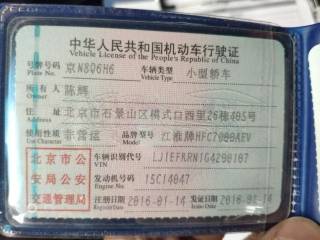 中华人民共和国机动车行驶证
Vehicle License of the People's Republic of China
号牌号码 京N8Q6H6 车辆类型 小型轿车
Plate No. Vehicle Type
所有人 陈辉
Owner
住址 北京市石景山区模式口西里26栋405号
Address
使用性质 非营运 品牌型号 江淮牌HFC7000AEV
Use Character Model
北京市公
安局公安
交通管理局
车辆识别代号 LJ1EFKRN1G4290107
VIN
发动机号码 15C14047
Engine No.
注册日期 2016-01-14 发证日期 2016-01-14
Register Date Issue Date